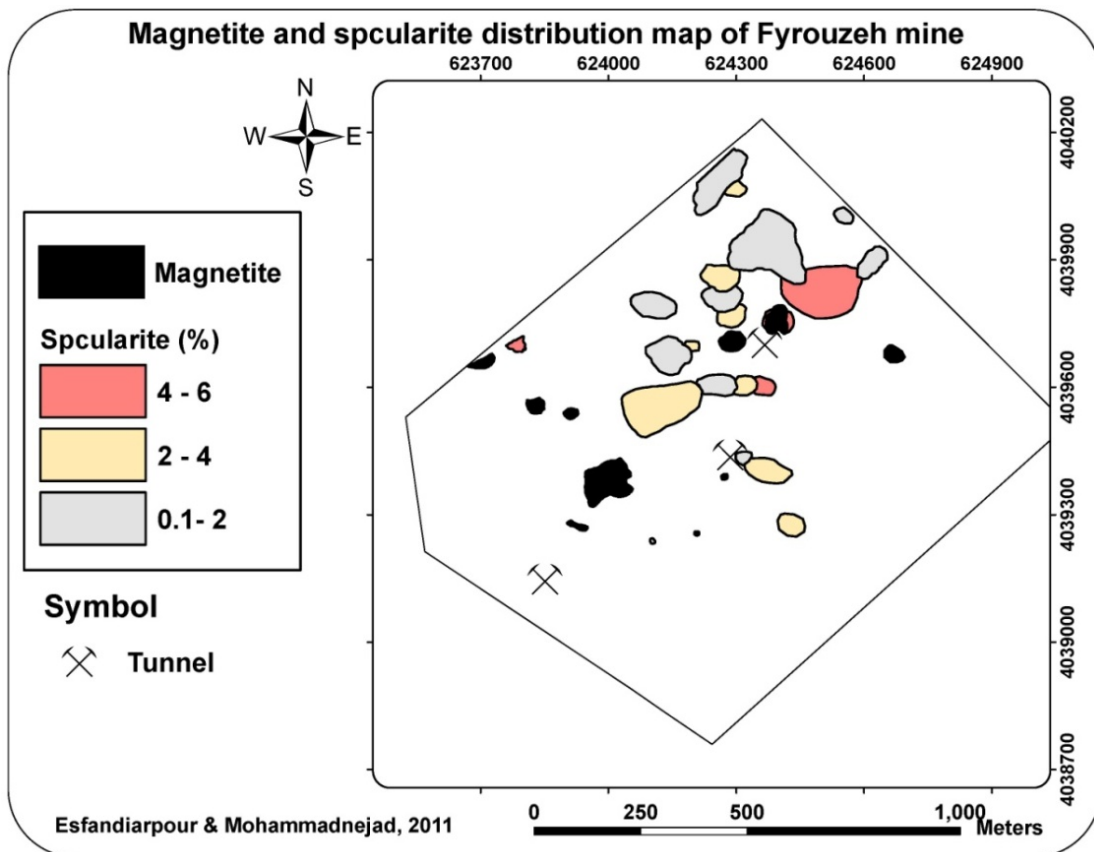 Magnetite and spcularite distribution map of Fyrouzeh mine
623700 624000 624300 624600 624900
N
W E
S
4040200
4039900
4039600
4039300
4039000
4038700
Magnetite
Spcularite (%)
4 - 6
2 - 4
0.1- 2
Symbol
Tunnel
Esfandiarpour & Mohammadnejad, 2011
0 250 500 1,000 Meters